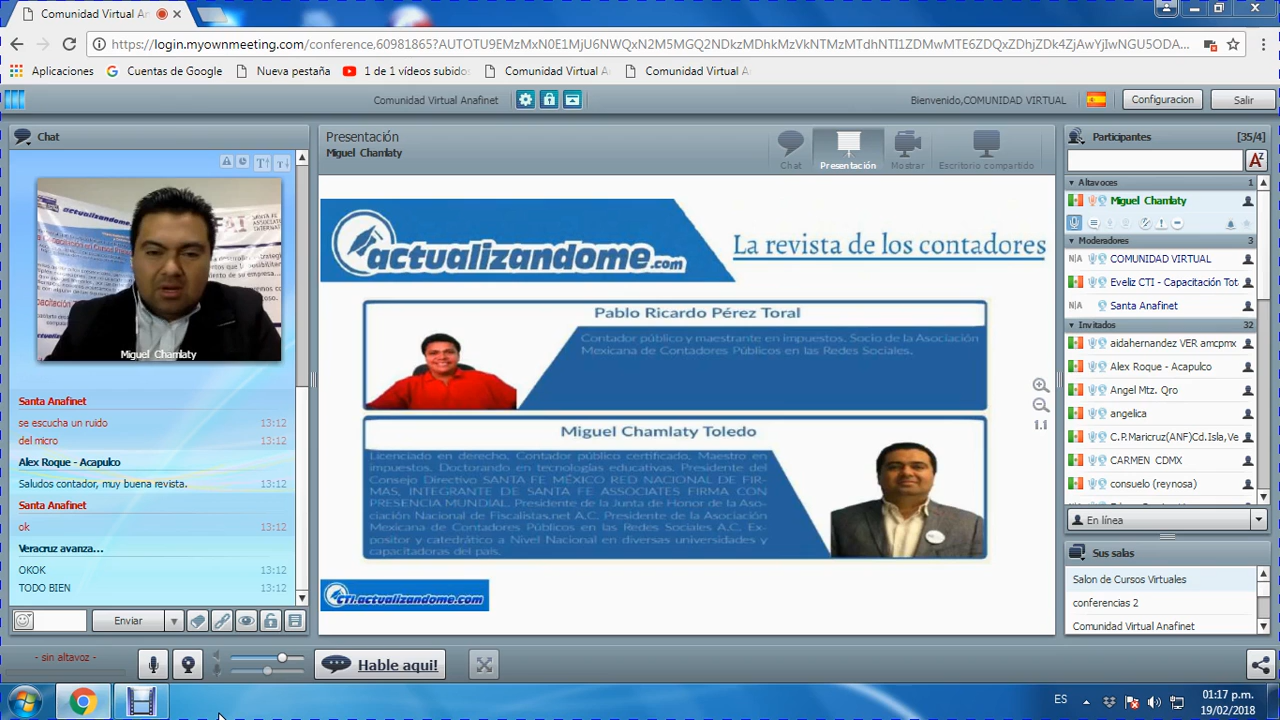 Comunidad Virtual An
https://login.myownmeeting.com/conference,60981865?AUTOTU9EMzMxN0E1MjU6NWQxN2M5MGQ2NDkzMDhkMzVkNTMzMTdhNTI1ZDMwMTE6ZDQxZDhjZDk4ZjAwYjIwNGU5ODA...
Aplicaciones Cuentas de Google Nueva pestaña 1 de 1 vídeos subidos Comunidad Virtual A Comunidad Virtual A
Comunidad Virtual Anafinet
Bienvenido,COMUNIDAD VIRTUAL Configuracion Salir
Chat
Miguel Chamlaty
Santa Anafinet
se escucha un ruido 13:12
del micro 13:12
Alex Roque - Acapulco
Saludos contador, muy buena revista. 13:12
Santa Anafinet
ok 13:12
Veracruz avanza...
OKOK 13:12
TODO BIEN 13:12
Enviar
Presentación
Miguel Chamlaty
Chat Presentación Mostrar Escritorio compartido
actualizandome.com
La revista de los contadores
Pablo Ricardo Pérez Toral
Contador público y maestrante en impuestos. Socio de la Asociación
Mexicana de Contadores Públicos en las Redes Sociales.
Miguel Chamlaty Toledo
Licenciado en derecho, Contador público certificado, Maestro en
impuestos. Doctorando en tecnologías educativas. Presidente del
Consejo Directivo SANTA FE MÉXICO RED NACIONAL DE FIR-
MAS, INTEGRANTE DE SANTA FE ASSOCIATES FIRMA CON
PRESENCIA MUNDIAL. Presidente de la Junta de Honor de la Aso-
ciación Nacional de Fiscalistas.net A.C. Presidente de la Asociación
Mexicana de Contadores Públicos en las Redes Sociales A.C. Ex-
positor y catedrático a Nivel Nacional en diversas universidades y
capacitadoras del país.
CTI.actualizandome.com
1.1
Participantes [35/4]
Altavoces 1
Miguel Chamlaty
Moderadores 3
N/A COMUNIDAD VIRTUAL
Eveliz CTI - Capacitación Tot
N/A Santa Anafinet
Invitados 32
aidahernandez VER amcpmx
Alex Roque - Acapulco
Angel Mtz. Qro
angelica
C.P.Maricruz(ANF)Cd.Isla,Ve
CARMEN CDMX
consuelo (reynosa)
En línea
Sus salas
Salon de Cursos Virtuales
conferencias 2
Comunidad Virtual Anafinet
- sin altavoz -
Hable aqui!
ES
01:17 p.m.
19/02/2018